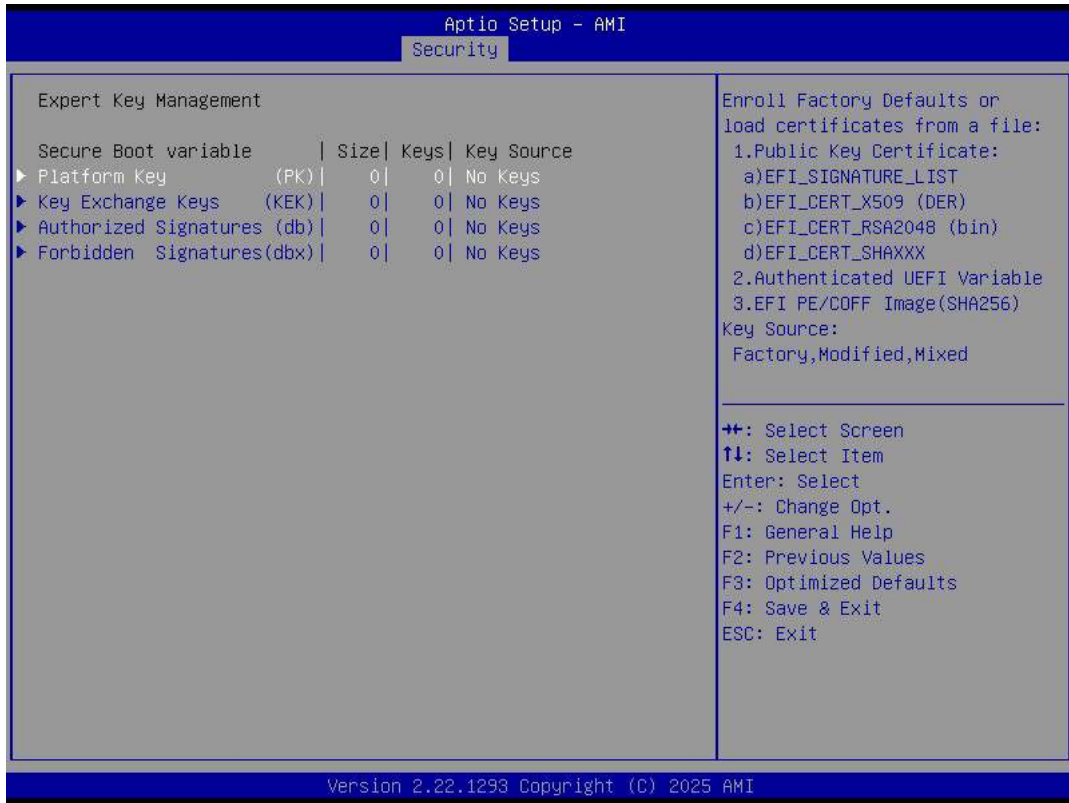 Aptio Setup – AMI
Security
Expert Key Management
Secure Boot variable | Size| Keys| Key Source
▶ Platform Key (PK)| 0| 0| No Keys
▶ Key Exchange Keys (KEK)| 0| 0| No Keys
▶ Authorized Signatures (db)| 0| 0| No Keys
▶ Forbidden Signatures(dbx)| 0| 0| No Keys
Enroll Factory Defaults or
load certificates from a file:
1.Public Key Certificate:
a)EFI_SIGNATURE_LIST
b)EFI_CERT_X509 (DER)
c)EFI_CERT_RSA2048 (bin)
d)EFI_CERT_SHAXXX
2.Authenticated UEFI Variable
3.EFI PE/COFF Image(SHA256)
Key Source:
Factory,Modified,Mixed
→←: Select Screen
↑↓: Select Item
Enter: Select
+/-: Change Opt.
F1: General Help
F2: Previous Values
F3: Optimized Defaults
F4: Save & Exit
ESC: Exit
Version 2.22.1293 Copyright (C) 2025 AMI